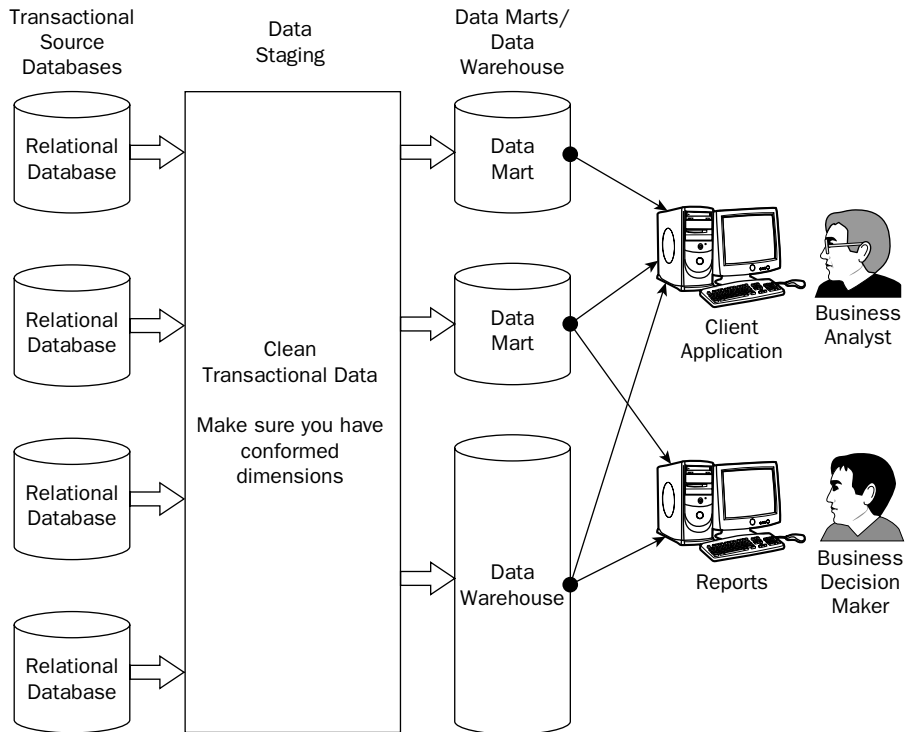 Transactional
Source
Databases
Data
Staging
Data Marts/
Data
Warehouse
Relational
Database
Relational
Database
Relational
Database
Relational
Database
Clean
Transactional Data
Make sure you have
conformed
dimensions
Data
Mart
Data
Mart
Data
Warehouse
Client
Application
Business
Analyst
Reports
Business
Decision
Maker